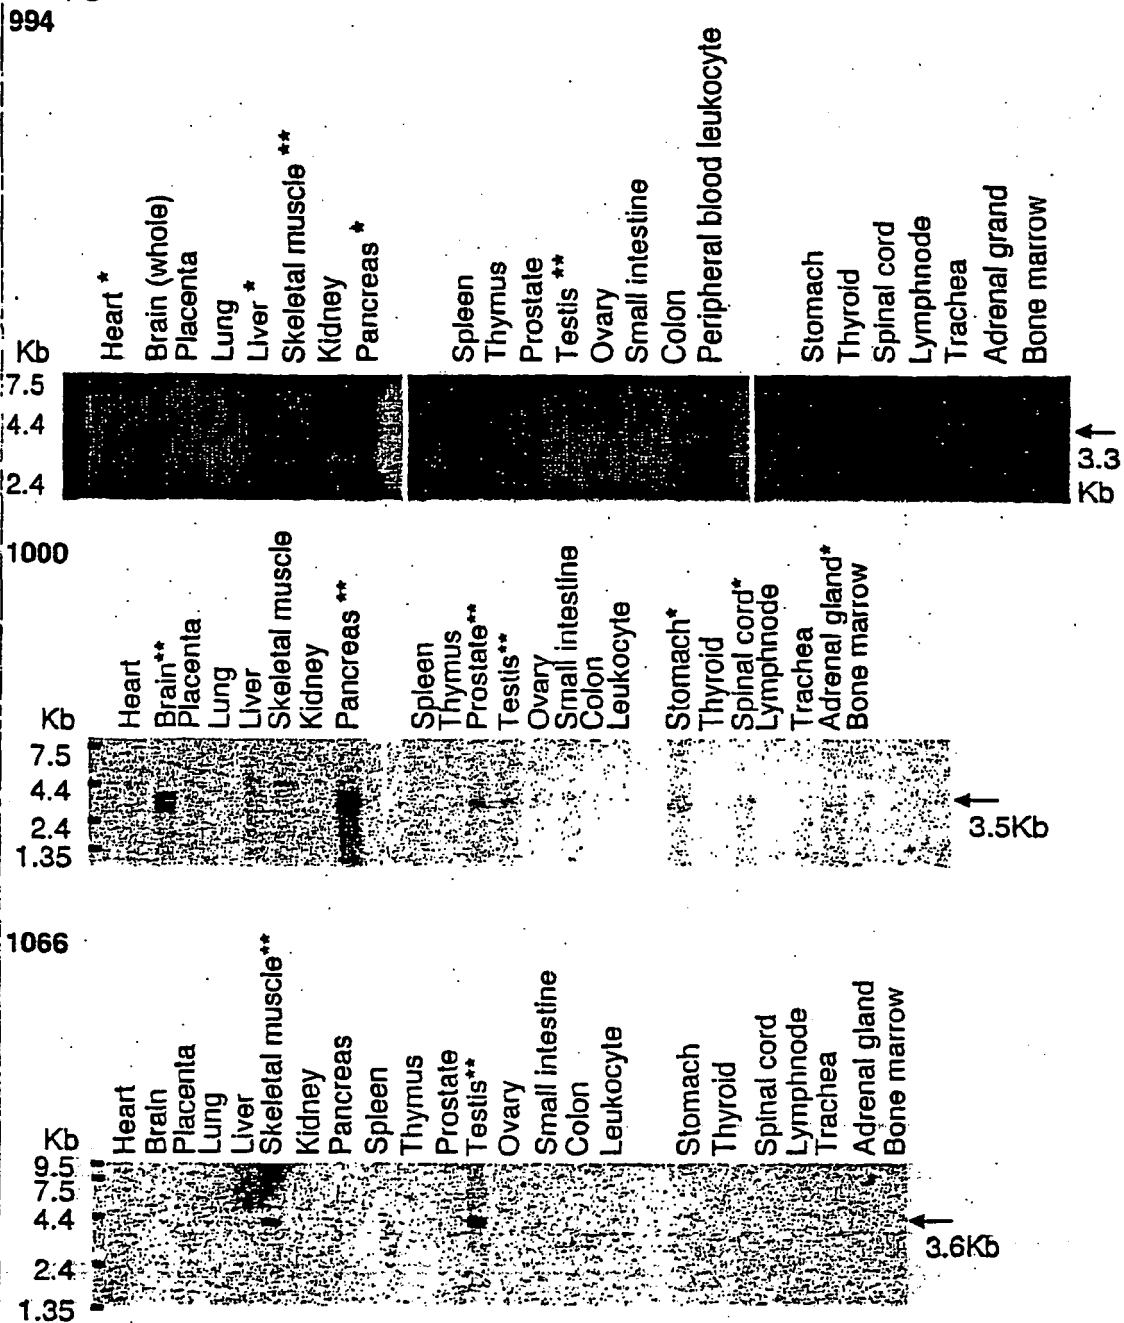 994
Heart *
Brain (whole)
Placenta
Lung
Liver *
Skeletal muscle **
Kidney
Pancreas *
Spleen
Thymus
Prostate
Testis **
Ovary
Small intestine
Colon
Peripheral blood leukocyte
Stomach
Thyroid
Spinal cord
Lymphnode
Trachea
Adrenal grand
Bone marrow
Kb
7.5
4.4
2.4
3.3
Kb
1000
Heart
Brain**
Placenta
Lung
Liver
Skeletal muscle
Kidney
Pancreas **
Spleen
Thymus
Prostate**
Testis**
Ovary
Small intestine
Colon
Leukocyte
Stomach*
Thyroid
Spinal cord*
Lymphnode
Trachea
Adrenal gland*
Bone marrow
Kb
7.5
4.4
2.4
1.35
3.5Kb
1066
Heart
Brain
Placenta
Lung
Liver
Skeletal muscle**
Kidney
Pancreas
Spleen
Thymus
Prostate
Testis**
Ovary
Small intestine
Colon
Leukocyte
Stomach
Thyroid
Spinal cord
Lymphnode
Trachea
Adrenal gland
Bone marrow
Kb
9.5
7.5
4.4
2.4
1.35
3.6Kb